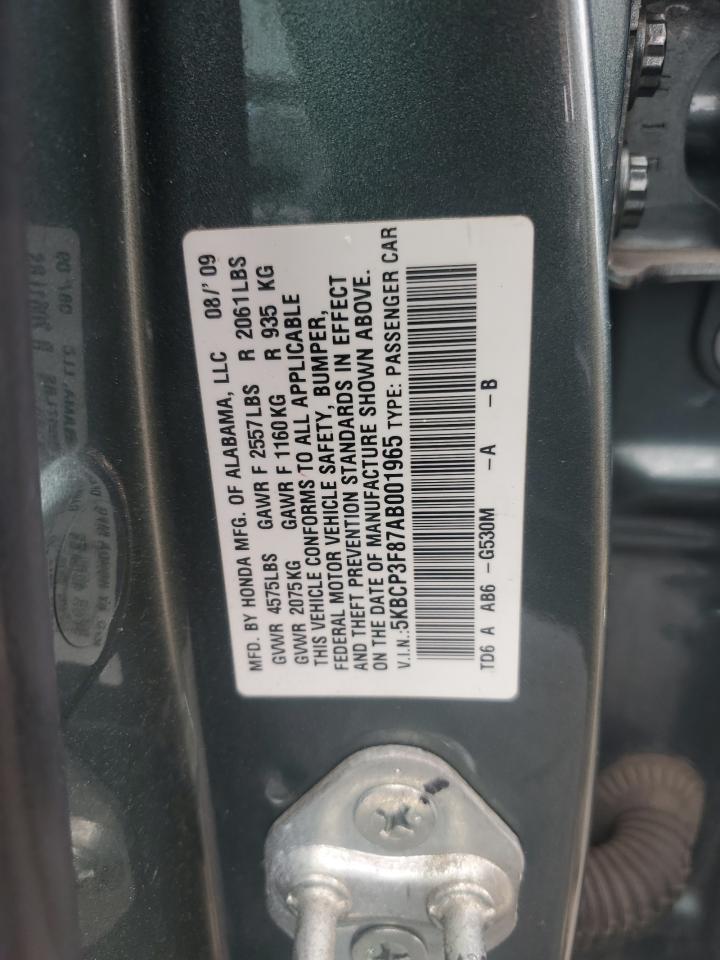 MFD. BY HONDA MFG. OF ALABAMA, LLC 08/'09
GVWR 4575LBS GAWR F 2557LBS R 2061LBS
GVWR 2075KG GAWR F 1160KG R 935 KG
THIS VEHICLE CONFORMS TO ALL APPLICABLE
FEDERAL MOTOR VEHICLE SAFETY, BUMPER,
AND THEFT PREVENTION STANDARDS IN EFFECT
ON THE DATE OF MANUFACTURE SHOWN ABOVE.
V.I.N.:5KBCP3F87AB001965 TYPE: PASSENGER CAR
TD6 A AB6 -G530M -A -B